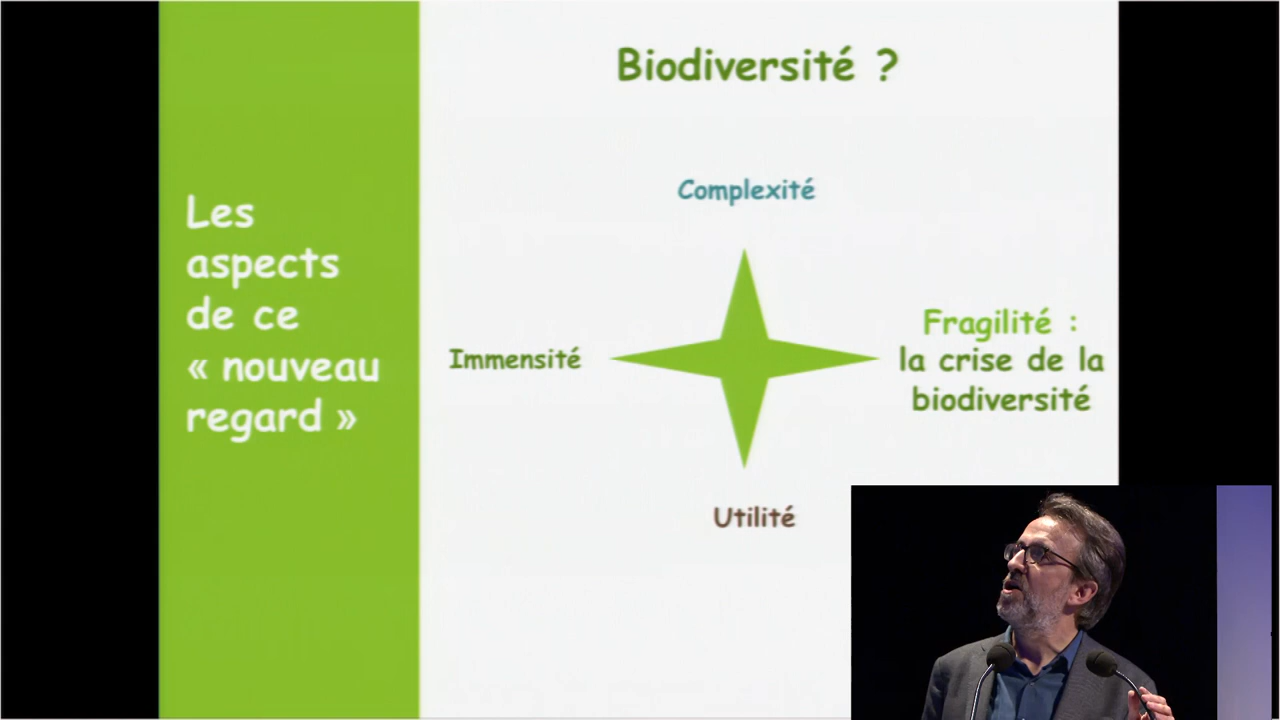 Biodiversité ?
Les
aspects
de ce
« nouveau
regard »
Complexité
Immensité
Fragilité :
la crise de la
biodiversité
Utilité